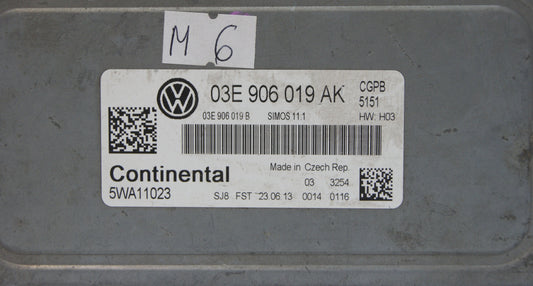 M 6
03E 906 019 AK
CGPB
5151
03E 906 019 B SIMOS 11.1 HW: H03
Continental
5WA11023
Made in Czech Rep.
03 3254
SJ8 FST 23.06.13 0014 0116